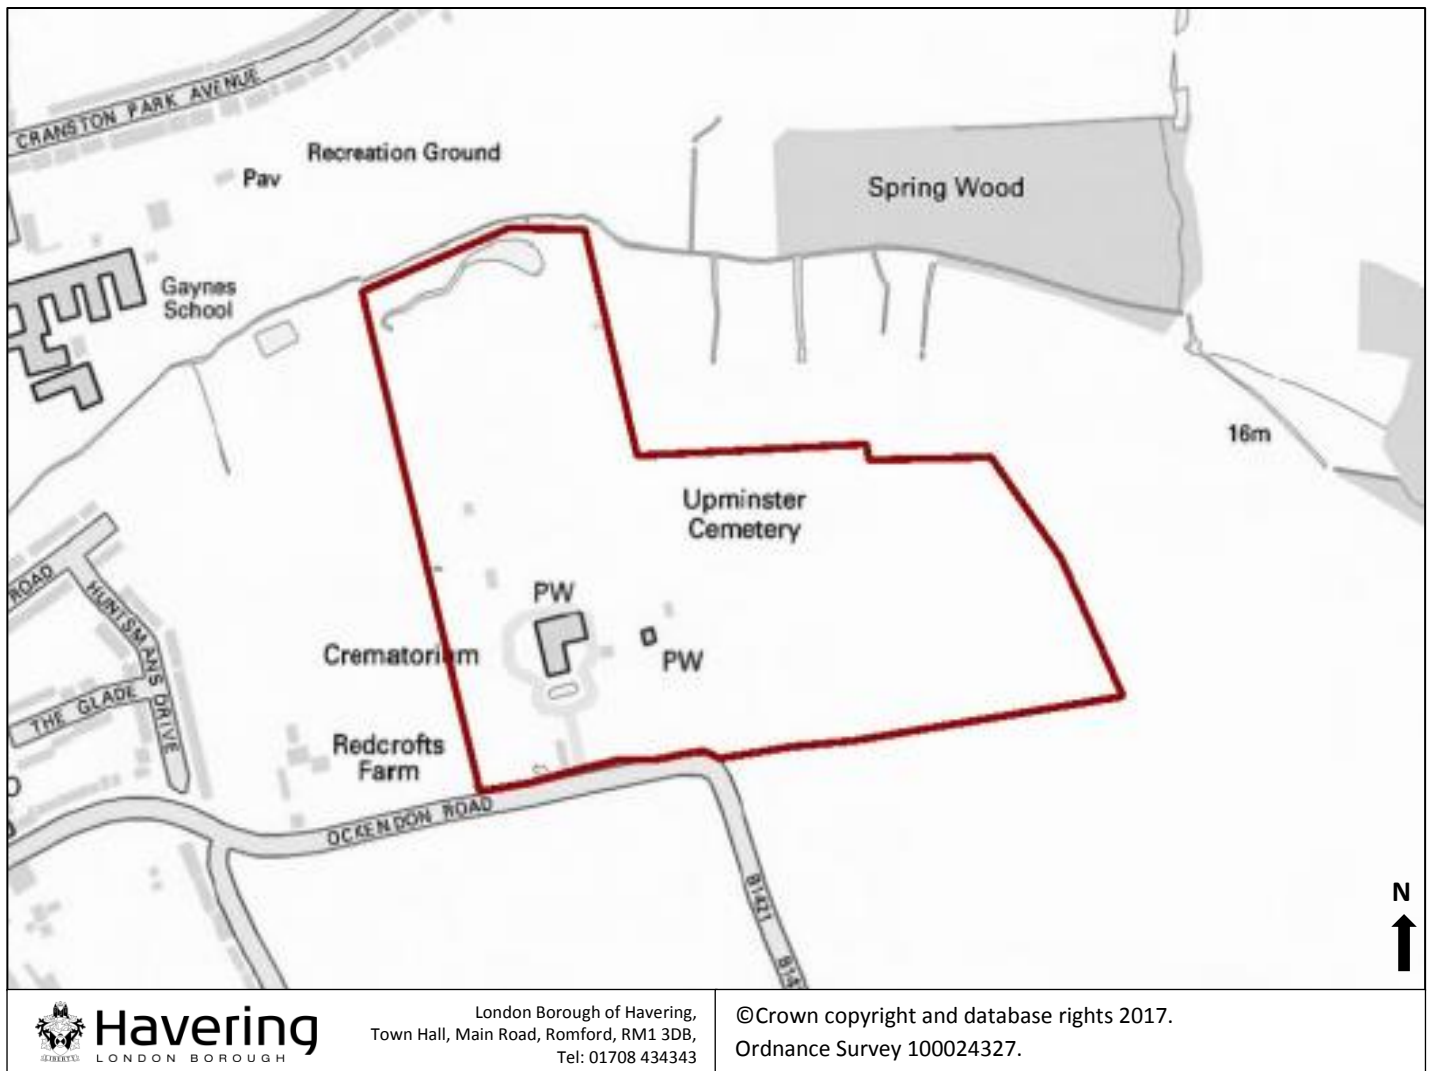 CRANSTON PARK AVENUE
Recreation Ground
Pav
Spring Wood
Gaynes
School
16m
Upminster
Cemetery
ROAD
HUNTSMANS DRIVE
PW
PW
Crematorium
THE GLADE
Redcrofts
Farm
OCKENDON ROAD
B1421
B14
N
Havering
LONDON BOROUGH
LIBERTY
London Borough of Havering,
Town Hall, Main Road, Romford, RM1 3DB,
Tel: 01708 434343
©Crown copyright and database rights 2017.
Ordnance Survey 100024327.